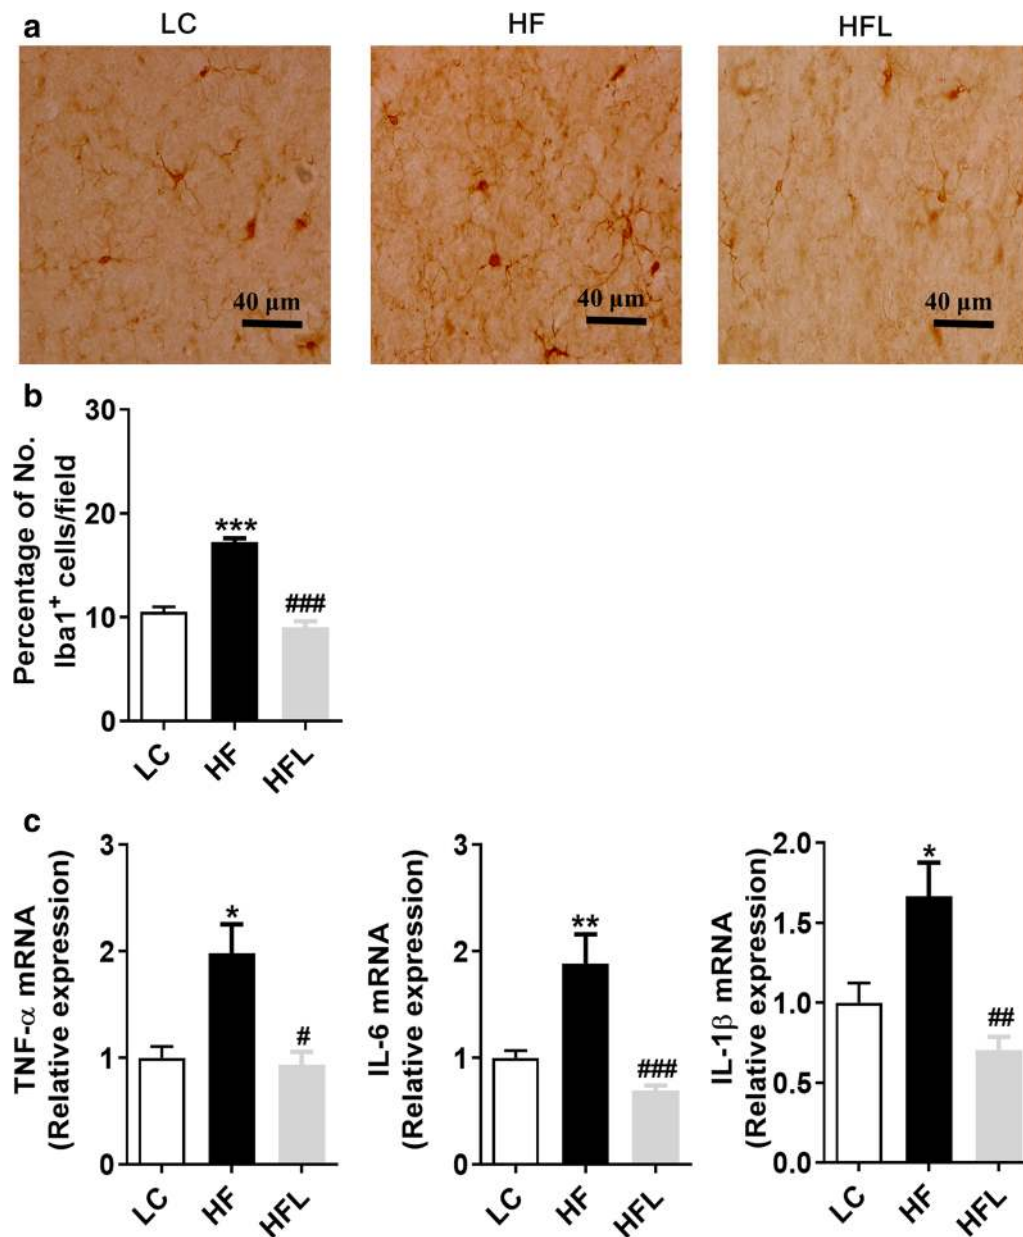 a
LC
HF
HFL
40 μm
40 μm
40 μm
b
Percentage of No.
Iba1⁺ cells/field
30
20
10
0
***
###
LC
HF
HFL
c
TNF-α mRNA
(Relative expression)
3
2
1
0
*
#
LC
HF
HFL
IL-6 mRNA
(Relative expression)
3
2
1
0
**
###
LC
HF
HFL
IL-1β mRNA
(Relative expression)
2.0
1.5
1.0
0.5
0.0
*
##
LC
HF
HFL